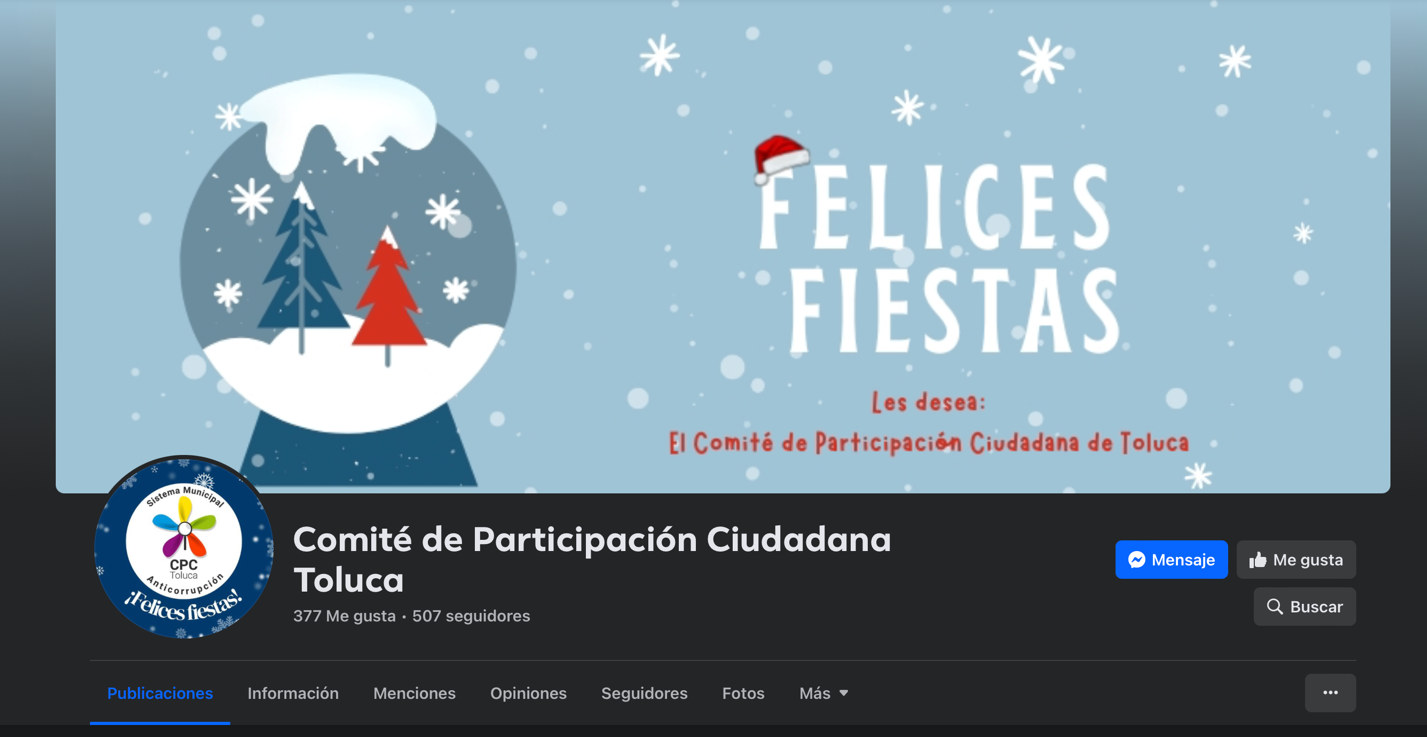 FELICES
FIESTAS
Les desea:
El Comité de Participación Ciudadana de Toluca
Sistema Municipal
CPC
Toluca
Anticorrupción
¡Felices fiestas!
Comité de Participación Ciudadana
Toluca
377 Me gusta · 507 seguidores
Mensaje
Me gusta
Buscar
Publicaciones Información Menciones Opiniones Seguidores Fotos Más